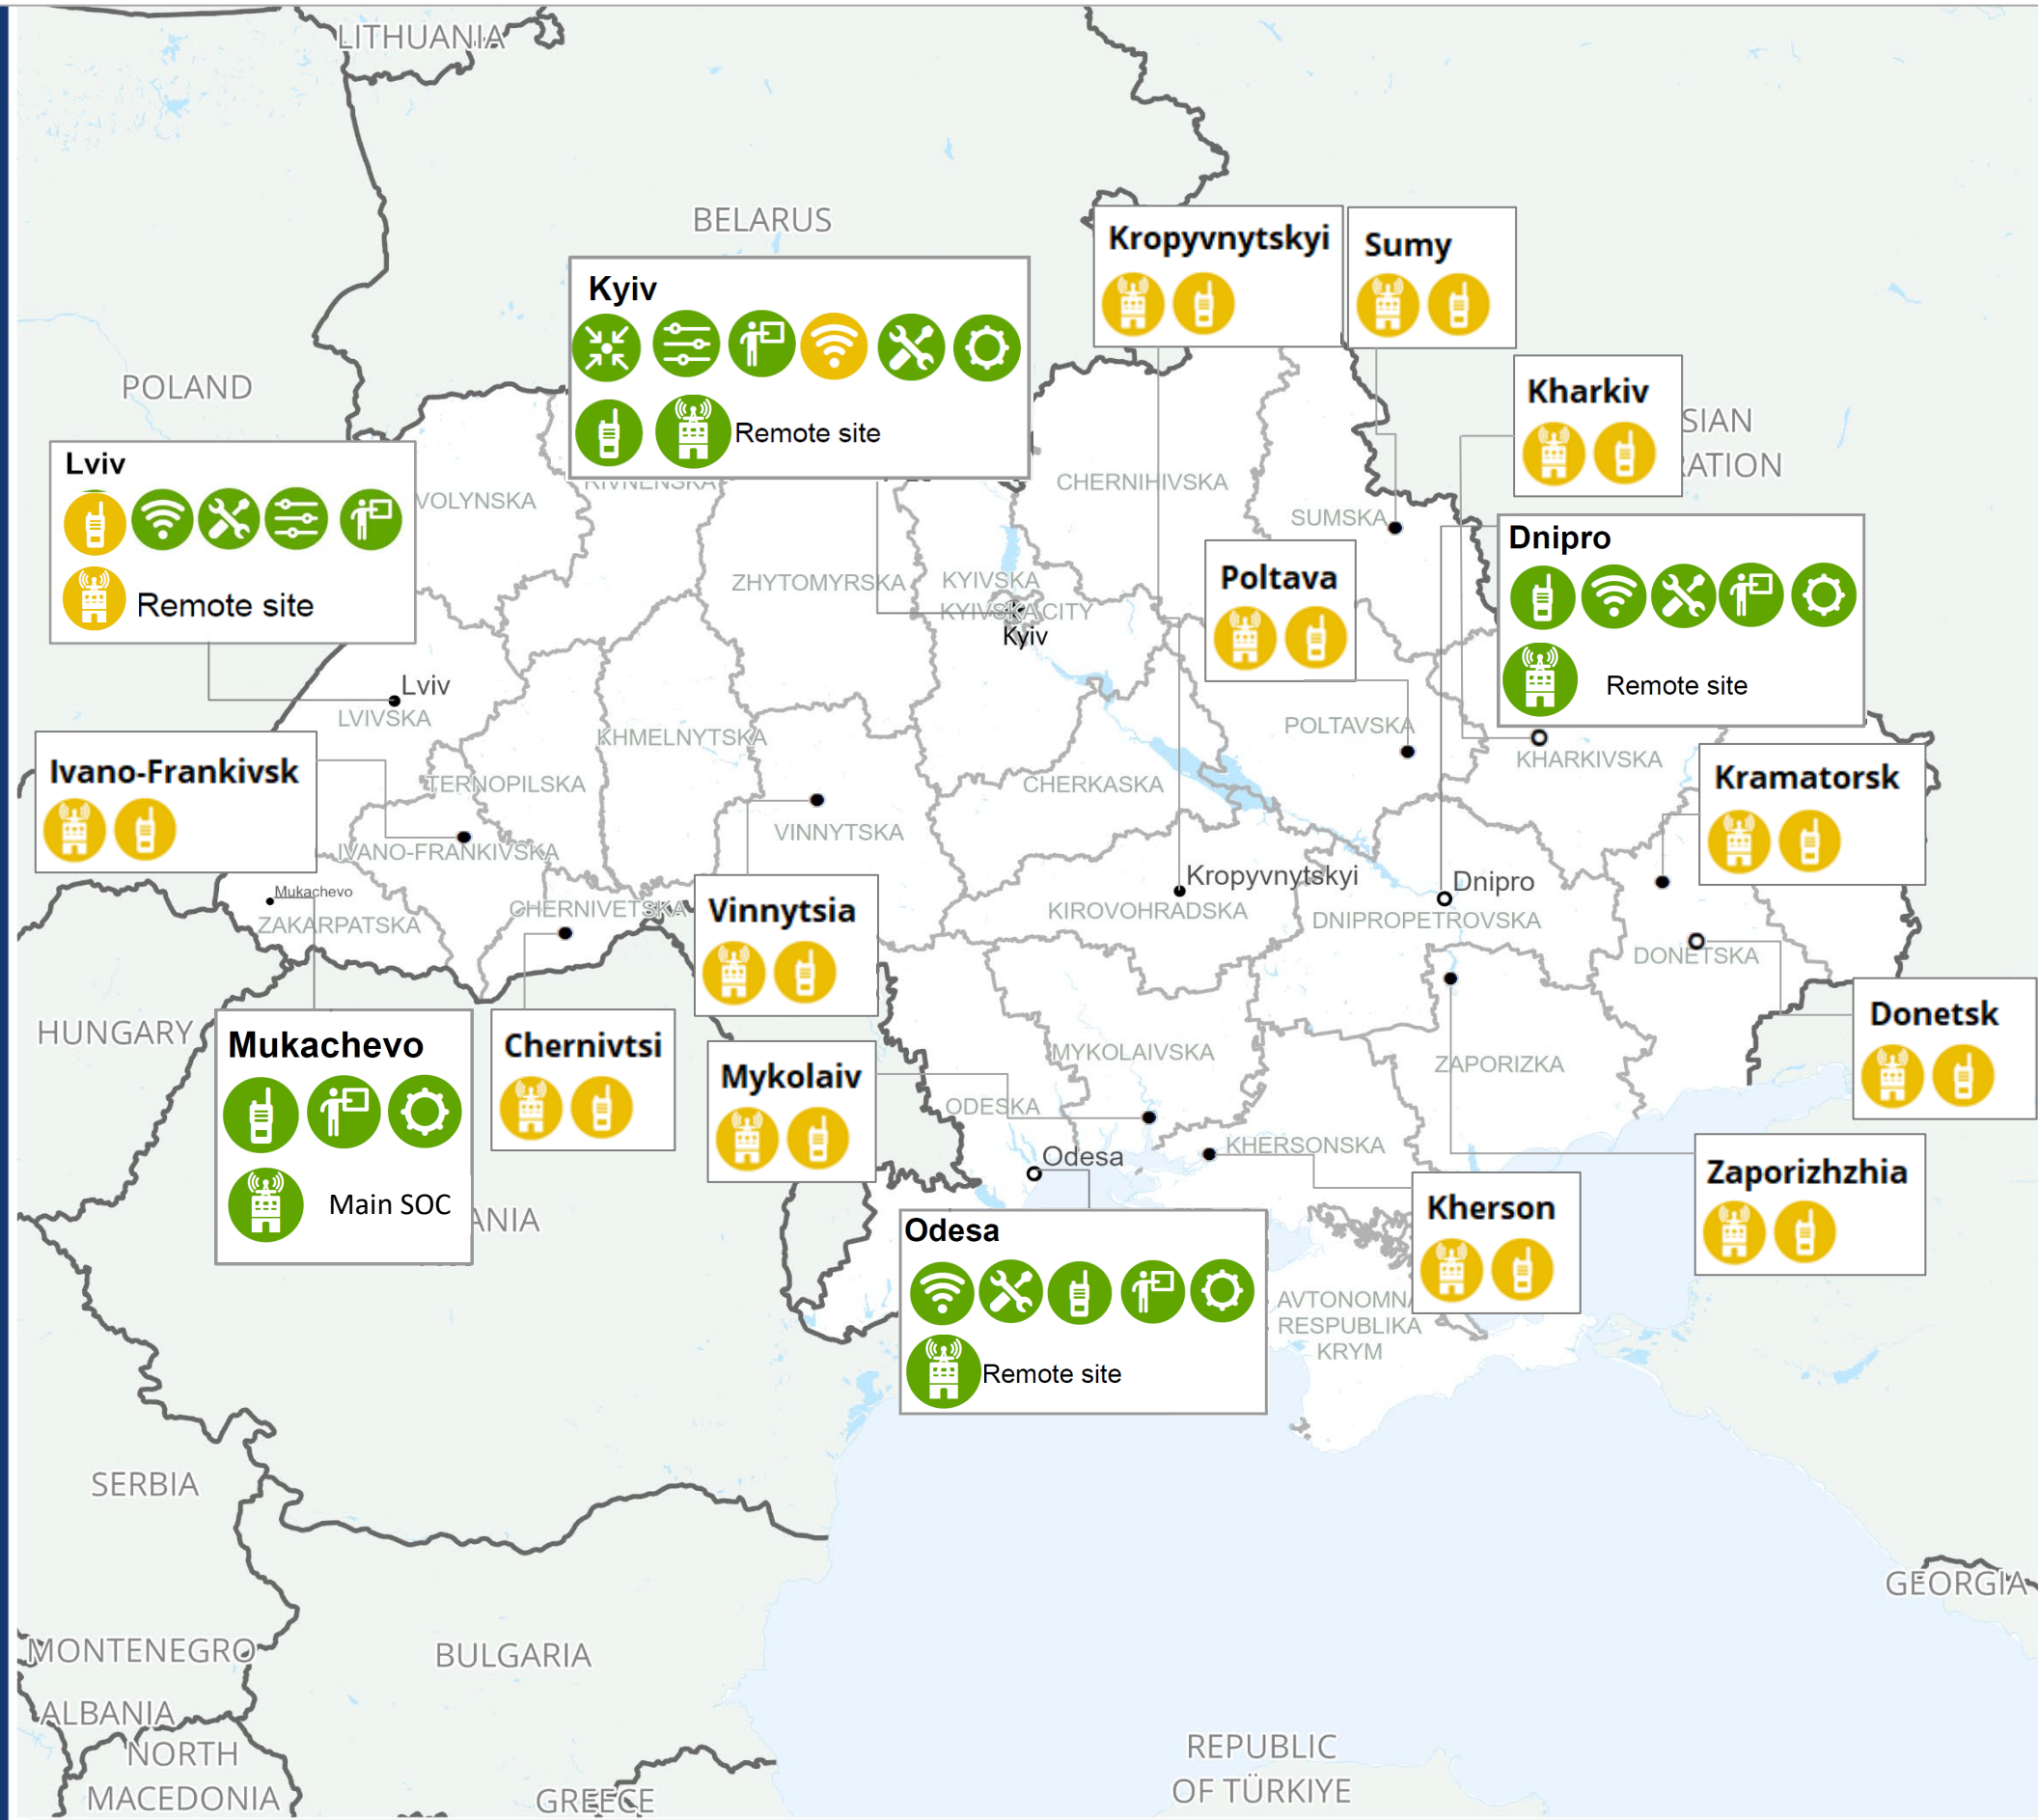 LITHUANIA
BELARUS
POLAND
Kropyvnytskyi
Sumy
Kyiv
Remote site
Kharkiv
SIAN
RATION
Lviv
Remote site
VOLYNSKA
RIVNENSKA
CHERNIHIVSKA
SUMSKA
Dnipro
Remote site
Poltava
ZHYTOMYRSKA
KYIVSKA
KYIVSKA CITY
Kyiv
Lviv
LVIVSKA
KHMELNYTSKA
POLTAVSKA
KHARKIVSKA
Ivano-Frankivsk
TERNOPILSKA
CHERKASKA
Kramatorsk
VINNYTSKA
IVANO-FRANKIVSKA
Mukachevo
ZAKARPATSKA
CHERNIVETSKA
Vinnytsia
Kropyvnytskyi
KIROVOHRADSKA
Dnipro
DNIPROPETROVSKA
DONETSKA
HUNGARY
Mukachevo
Main SOC
ANIA
Chernivtsi
Mykolaiv
MYKOLAIVSKA
ZAPORIZKA
Donetsk
ODESKA
Odesa
KHERSONSKA
Zaporizhzhia
Kherson
Odesa
Remote site
AVTONOMNA
RESPUBLIKA
KRYM
SERBIA
GEORGIA
MONTENEGRO
BULGARIA
ALBANIA
NORTH
MACEDONIA
GREECE
REPUBLIC
OF TÜRKIYE